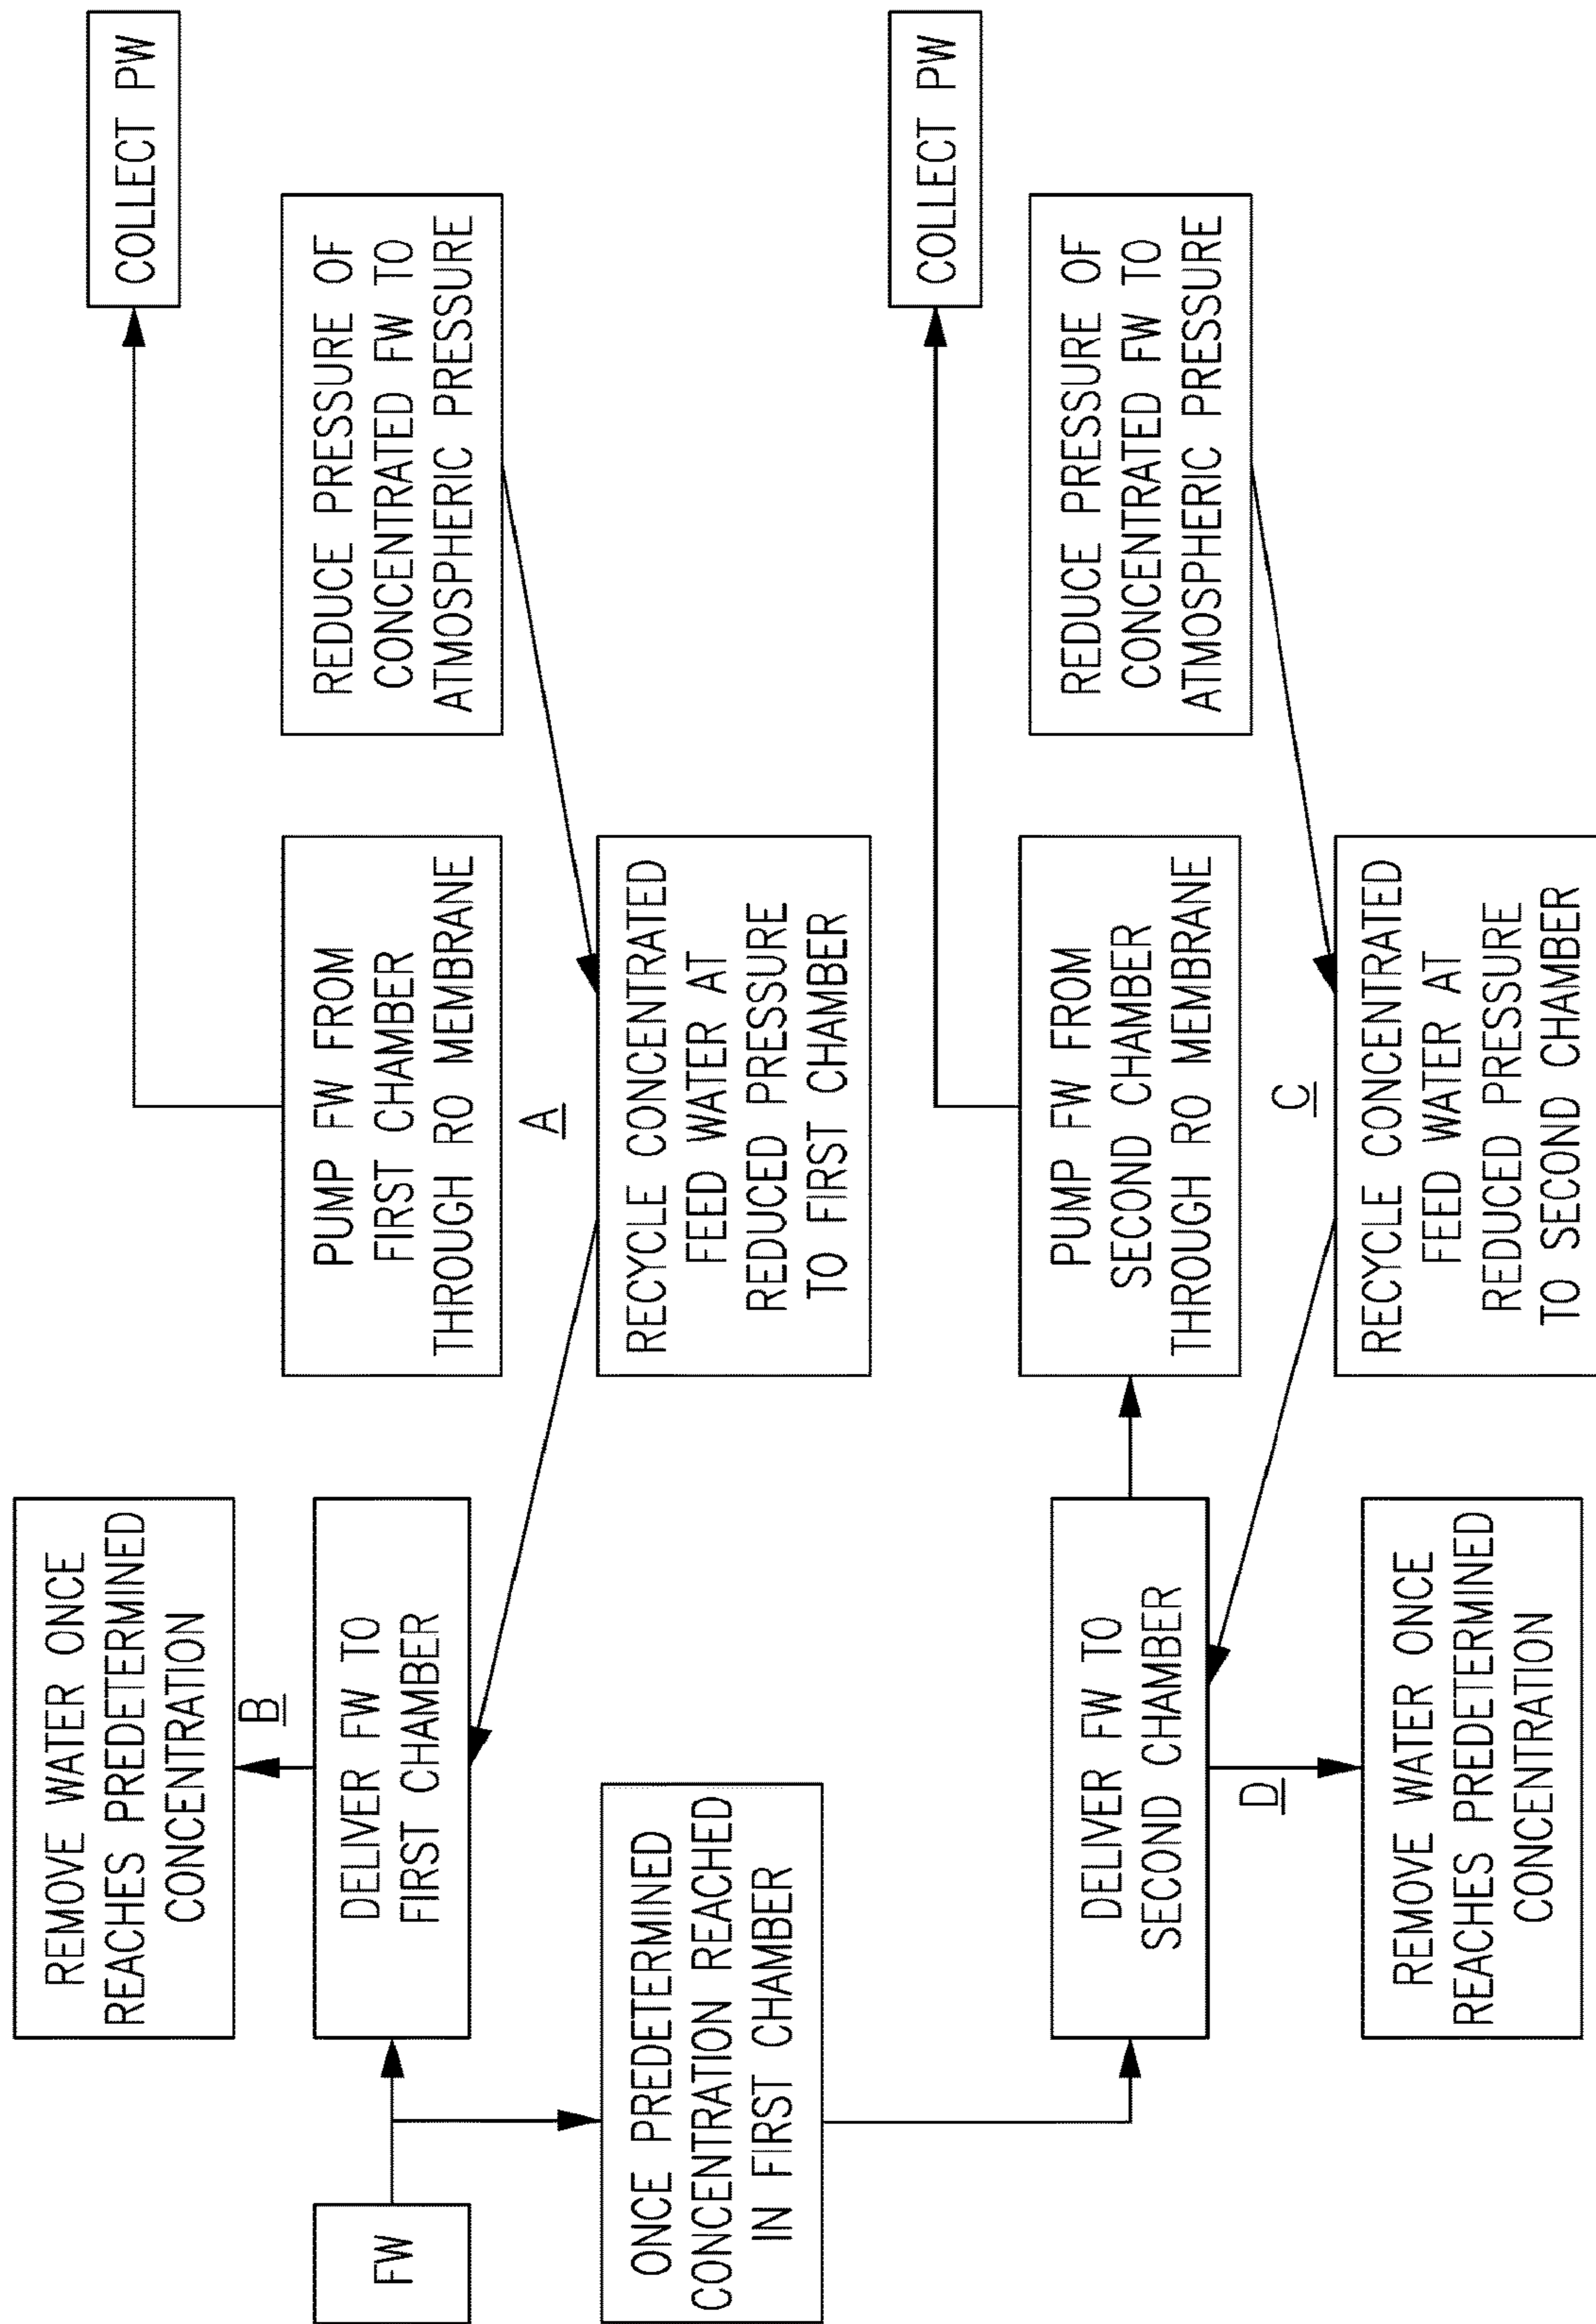 REMOVE WATER ONCE
REACHES PREDETERMINED
CONCENTRATION
B
FW
DELIVER FW TO
FIRST CHAMBER
PUMP FW FROM
FIRST CHAMBER
THROUGH RO MEMBRANE
A
REDUCE PRESSURE OF
CONCENTRATED FW TO
ATMOSPHERIC PRESSURE
COLLECT PW
ONCE PREDETERMINED
CONCENTRATION REACHED
IN FIRST CHAMBER
RECYCLE CONCENTRATED
FEED WATER AT
REDUCED PRESSURE
TO FIRST CHAMBER
DELIVER FW TO
SECOND CHAMBER
PUMP FW FROM
SECOND CHAMBER
THROUGH RO MEMBRANE
C
REDUCE PRESSURE OF
CONCENTRATED FW TO
ATMOSPHERIC PRESSURE
COLLECT PW
D
REMOVE WATER ONCE
REACHES PREDETERMINED
CONCENTRATION
RECYCLE CONCENTRATED
FEED WATER AT
REDUCED PRESSURE
TO SECOND CHAMBER